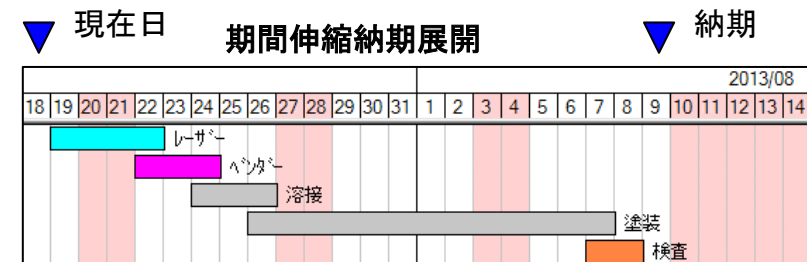 現在日 期間伸縮納期展開 納期
2013/08
18 19 20 21 22 23 24 25 26 27 28 29 30 31 1 2 3 4 5 6 7 8 9 10 11 12 13 14
レーザー
ベンダー
溶接
塗装
検査